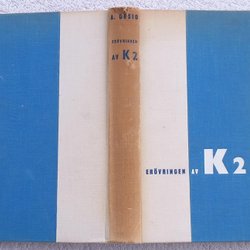 A. DESIO
ERÖVRINGEN
AV K2
ERÖVRINGEN AV K2